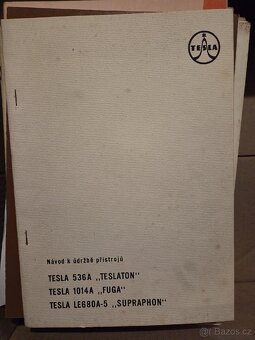 TESLA
Návod k údržbě přístrojů
TESLA 536A „TESLATON"
TESLA 1014A „FUGA"
TESLA LE680A-5 „SUPRAPHON"
© Bazos.cz